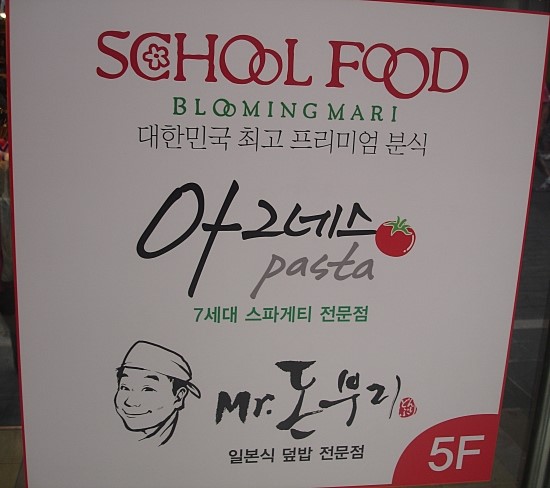 SCHOOL FOOD
BLOOMING MARI
대한민국 최고 프리미엄 분식
아그네스
pasta
7세대 스파게티 전문점
Mr. 돈부리
일본식 덮밥 전문점
5F